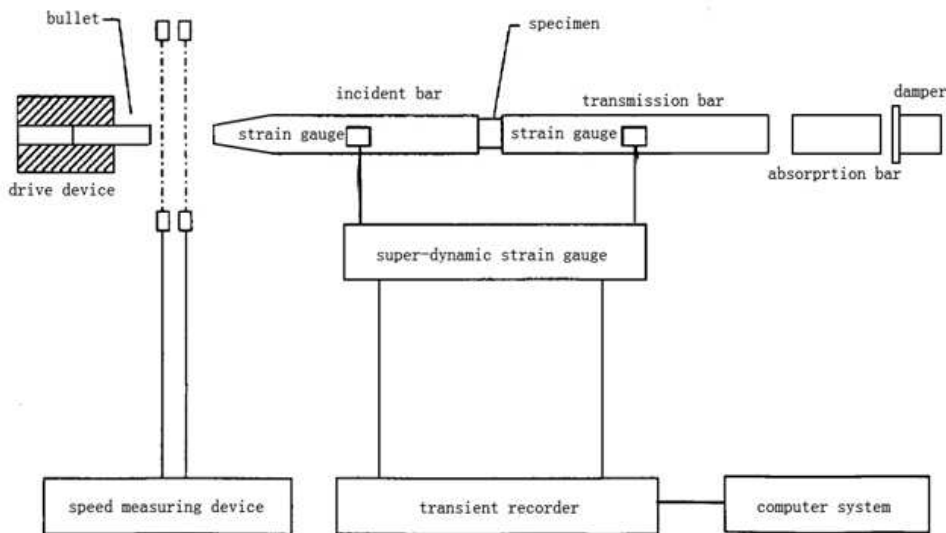 bullet
specimen
incident bar
transmission bar
damper
strain gauge
strain gauge
drive device
absorprtion bar
super-dynamic strain gauge
speed measuring device
transient recorder
computer system